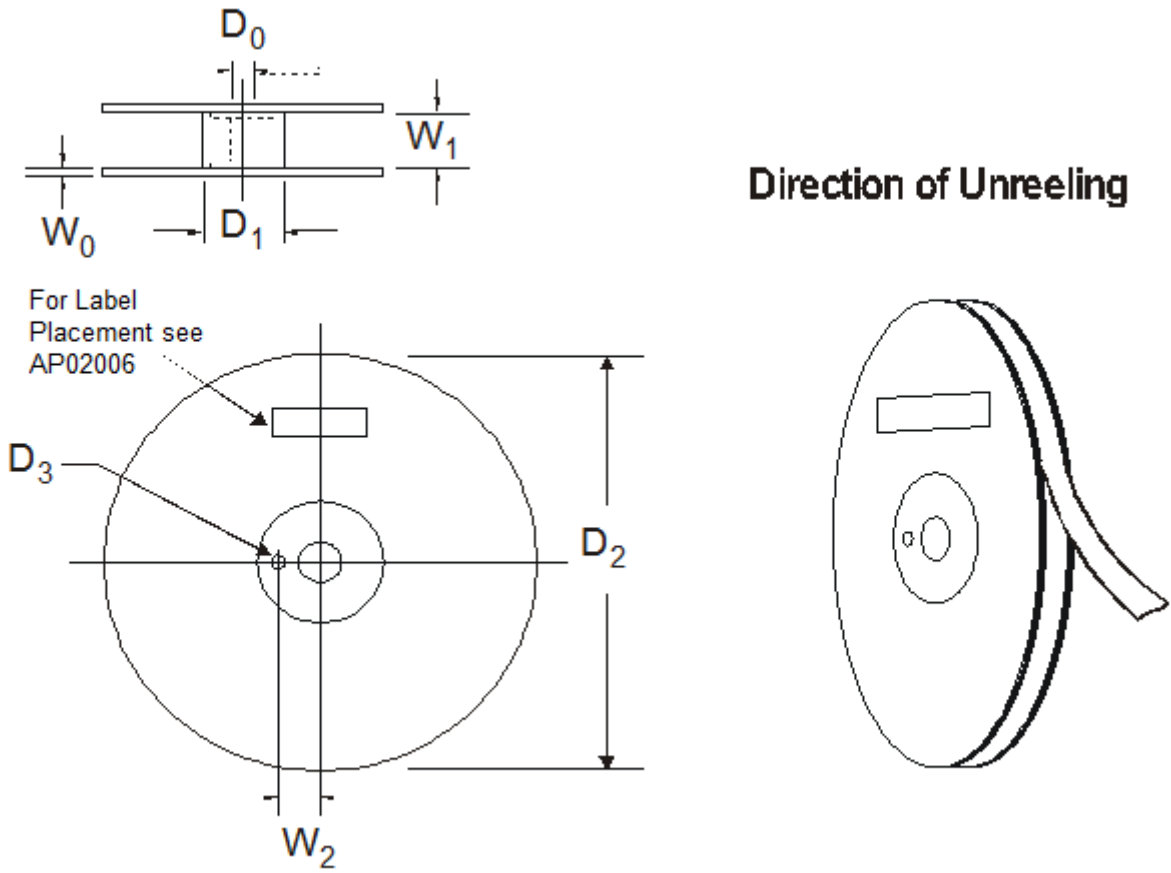 D0
W1
W0
D1
Direction of Unreeling
For Label
Placement see
AP02006
D3
D2
W2